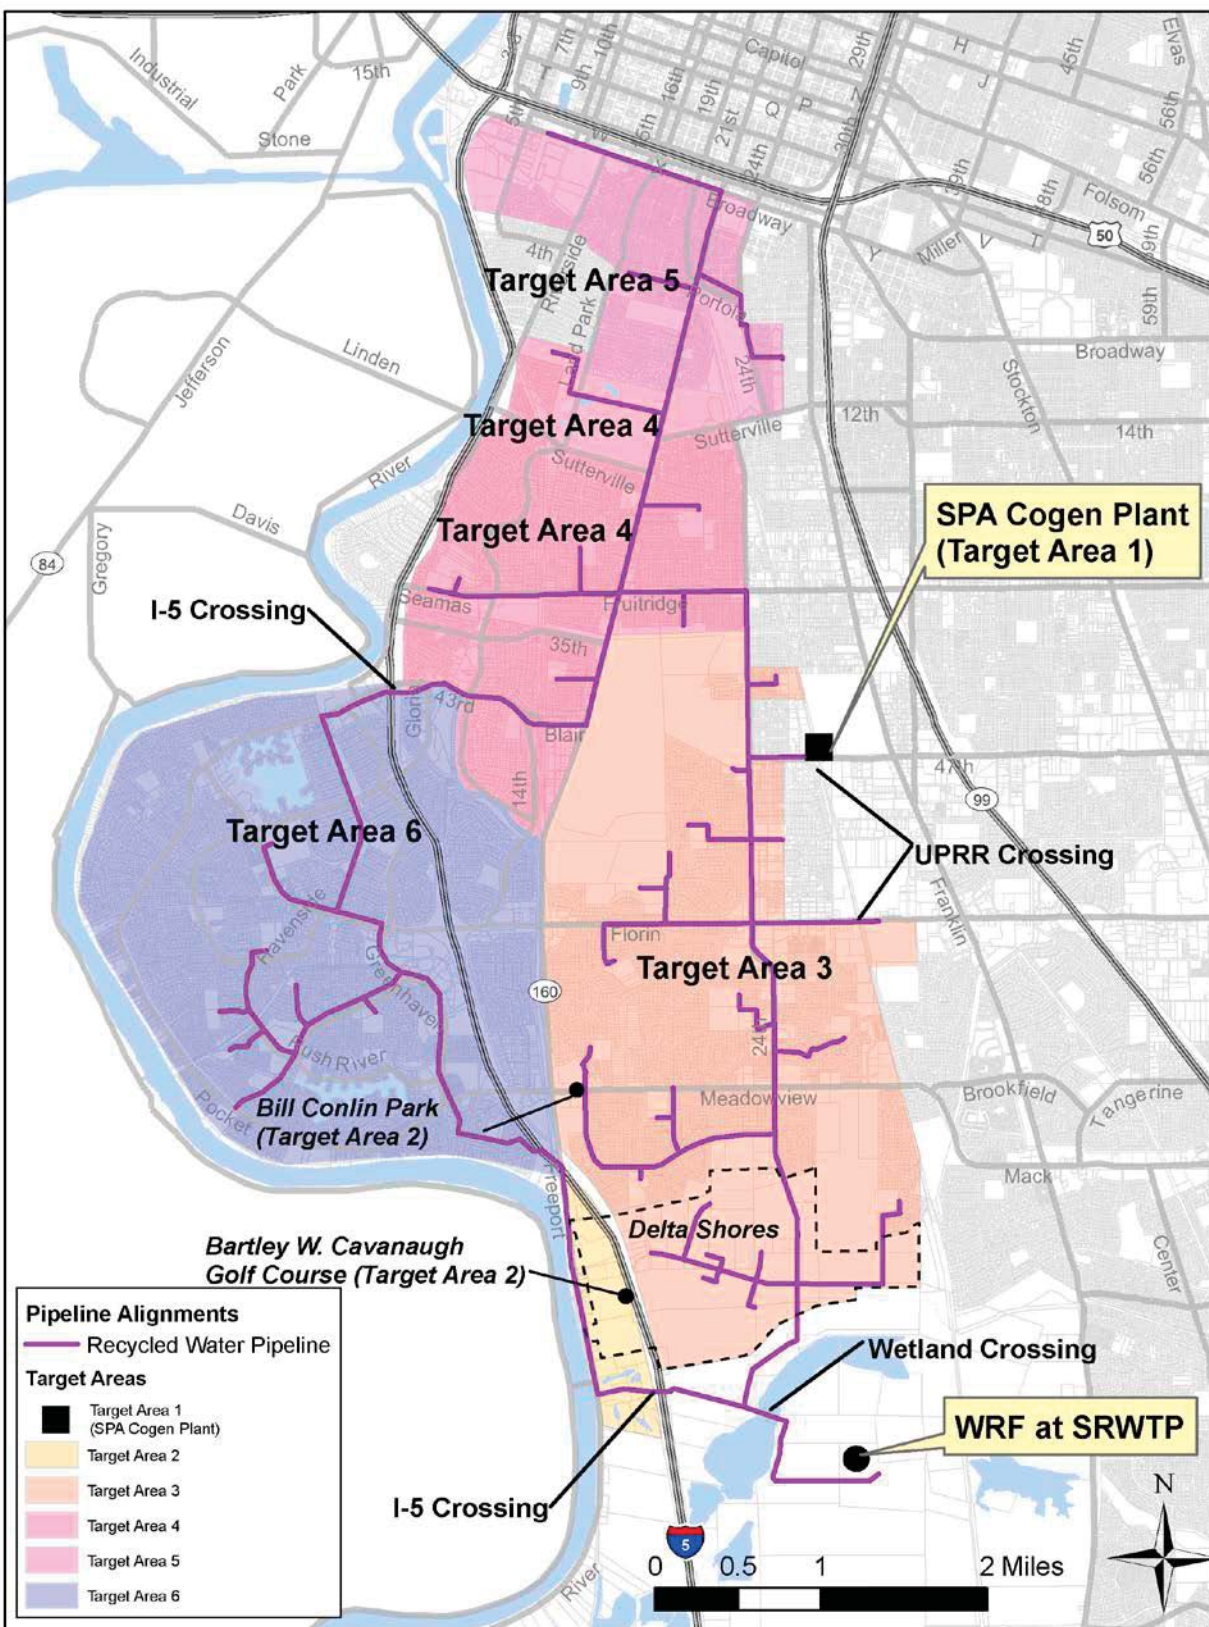 Industrial
Park
15th
Stone
3rd
5th
7th
9th
10th
T
W
X
15th
16th
19th
21st
24th
Capitol
Q
P
29th
30th
H
J
45th
Elvas
56th
56th
39th
Folsom
59th
50
Broadway
Y
Miller
V
T
4th
Riverside
Land Park
Target Area 5
Portola
24th
Broadway
59th
Stockton
Linden
Jefferson
12th
14th
Target Area 4
Sutterville
Sutterville
River
Davis
Gregory
84
Target Area 4
SPA Cogen Plant
(Target Area 1)
I-5 Crossing
Seamas
Fruitridge
35th
43rd
Gloria
Blair
14th
47th
99
Target Area 6
UPRR Crossing
Franklin
Havenside
Florin
Greenhaven
Target Area 3
160
24th
Rush River
Pocket
Bill Conlin Park
(Target Area 2)
Meadowview
Brookfield
Tangerine
Mack
Freeport
Center
Delta Shores
Bartley W. Cavanaugh
Golf Course (Target Area 2)
Wetland Crossing
WRF at SRWTP
I-5 Crossing
5
River
Pipeline Alignments
Recycled Water Pipeline
Target Areas
Target Area 1
(SPA Cogen Plant)
Target Area 2
Target Area 3
Target Area 4
Target Area 5
Target Area 6
0 0.5 1 2 Miles
N